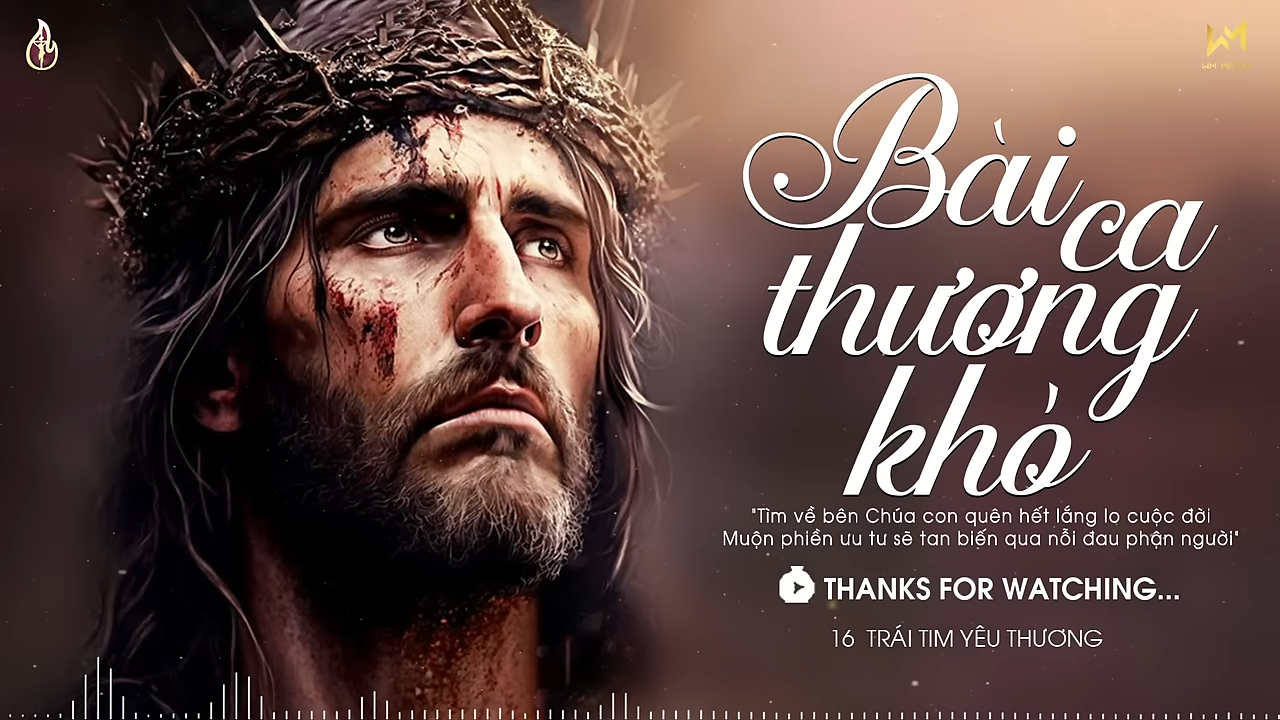 Bài ca
thương
khó
"Tìm về bên Chúa con quên hết lắng lo cuộc đời
Muộn phiền ưu tư sẽ tan biến qua nỗi đau phận người"
THANKS FOR WATCHING...
16 TRÁI TIM YÊU THƯƠNG
WM